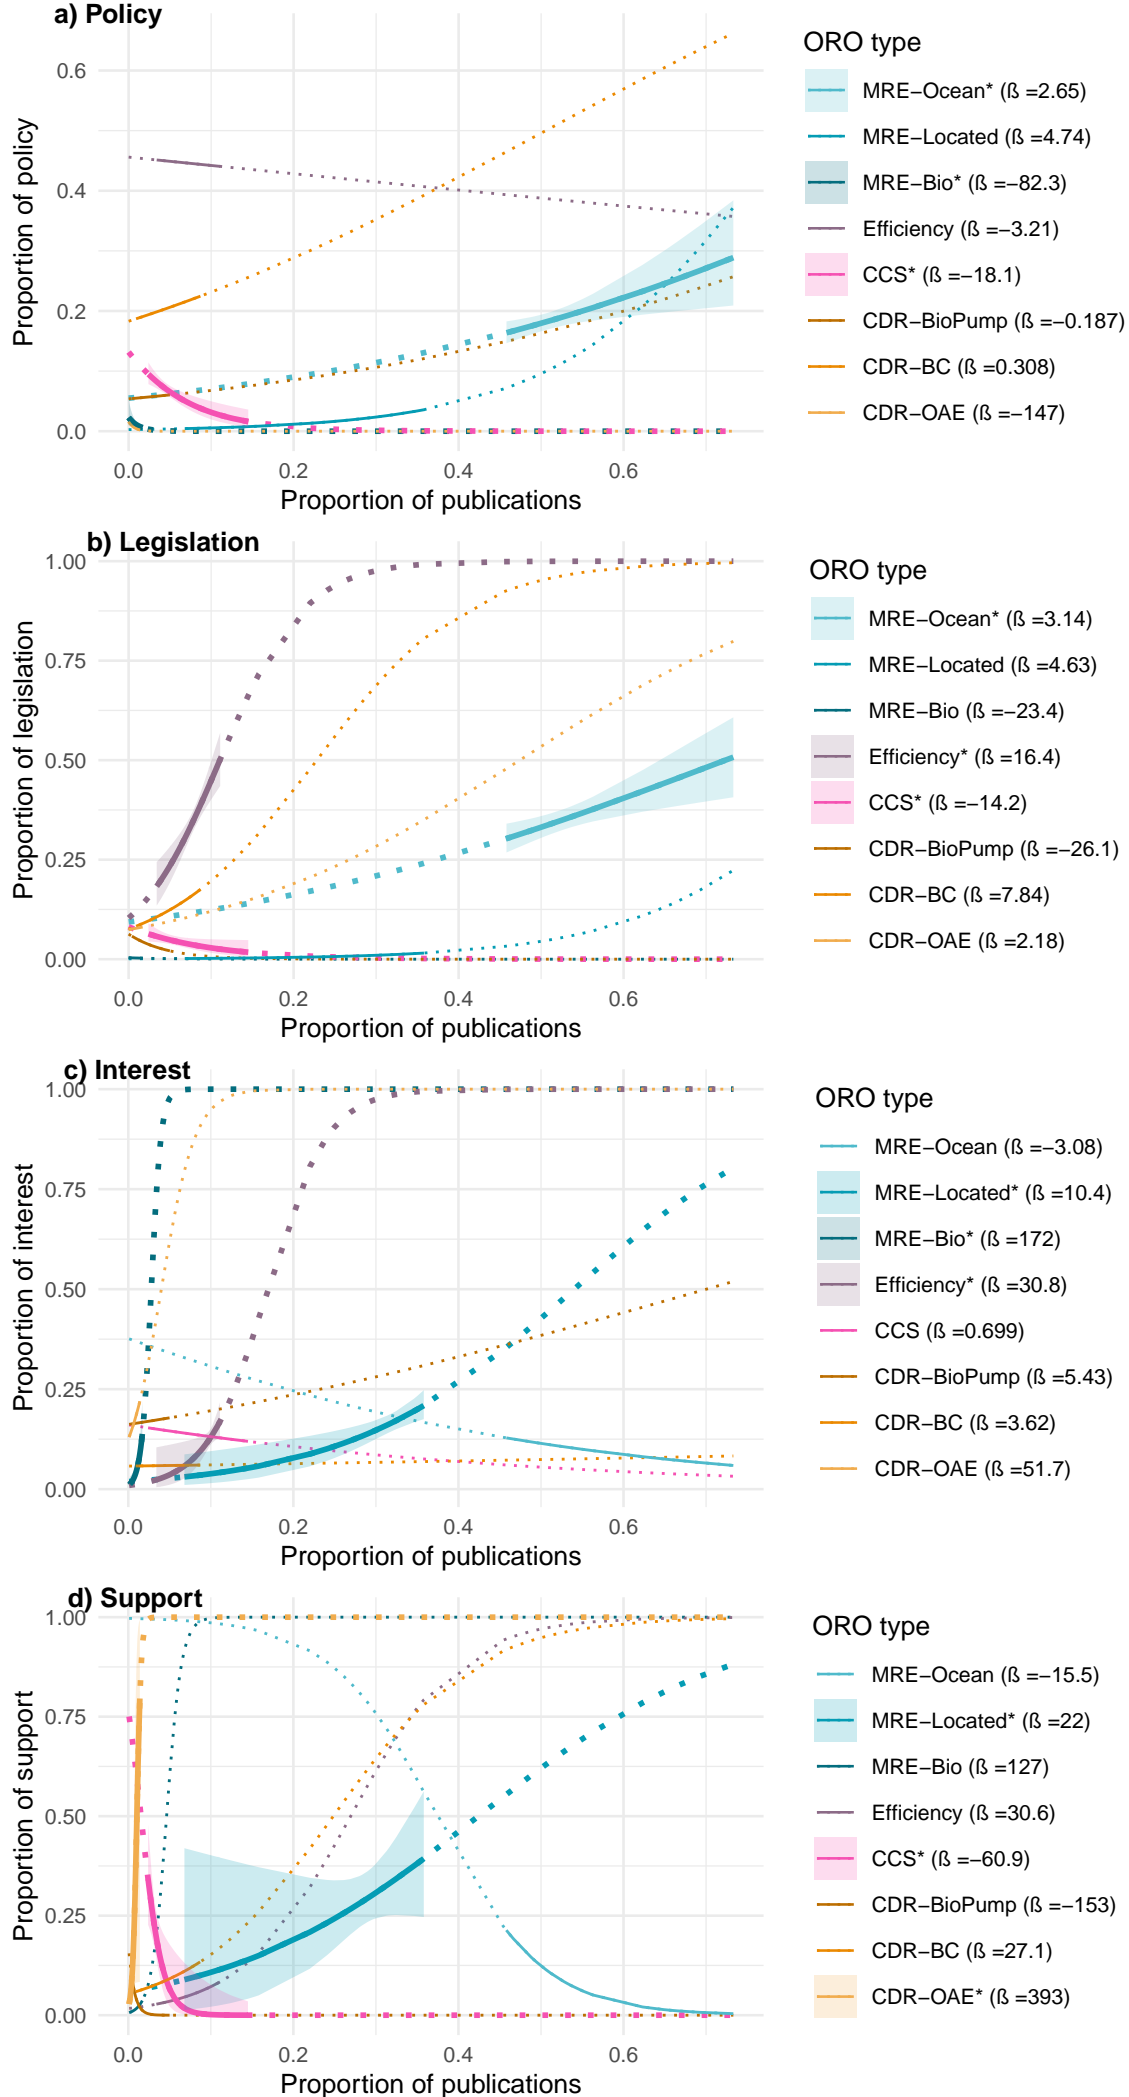 a) Policy
Proportion of policy
0.6
0.4
0.2
0.0
0.0 0.2 0.4 0.6
Proportion of publications
ORO type
MRE−Ocean* (ß =2.65)
MRE−Located (ß =4.74)
MRE−Bio* (ß =−82.3)
Efficiency (ß =−3.21)
CCS* (ß =−18.1)
CDR−BioPump (ß =−0.187)
CDR−BC (ß =0.308)
CDR−OAE (ß =−147)
b) Legislation
Proportion of legislation
1.00
0.75
0.50
0.25
0.00
0.0 0.2 0.4 0.6
Proportion of publications
ORO type
MRE−Ocean* (ß =3.14)
MRE−Located (ß =4.63)
MRE−Bio (ß =−23.4)
Efficiency* (ß =16.4)
CCS* (ß =−14.2)
CDR−BioPump (ß =−26.1)
CDR−BC (ß =7.84)
CDR−OAE (ß =2.18)
c) Interest
Proportion of interest
1.00
0.75
0.50
0.25
0.00
0.0 0.2 0.4 0.6
Proportion of publications
ORO type
MRE−Ocean (ß =−3.08)
MRE−Located* (ß =10.4)
MRE−Bio* (ß =172)
Efficiency* (ß =30.8)
CCS (ß =0.699)
CDR−BioPump (ß =5.43)
CDR−BC (ß =3.62)
CDR−OAE (ß =51.7)
d) Support
Proportion of support
1.00
0.75
0.50
0.25
0.00
0.0 0.2 0.4 0.6
Proportion of publications
ORO type
MRE−Ocean (ß =−15.5)
MRE−Located* (ß =22)
MRE−Bio (ß =127)
Efficiency (ß =30.6)
CCS* (ß =−60.9)
CDR−BioPump (ß =−153)
CDR−BC (ß =27.1)
CDR−OAE* (ß =393)